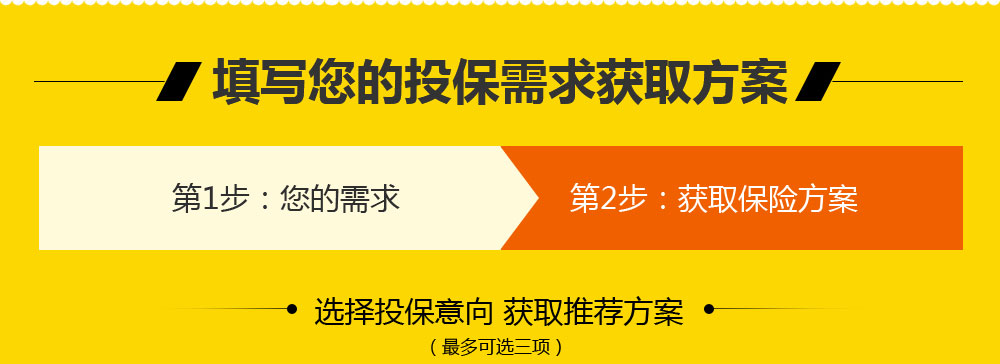 填写您的投保需求获取方案
第1步：您的需求
第2步：获取保险方案
选择投保意向 获取推荐方案
（最多可选三项）